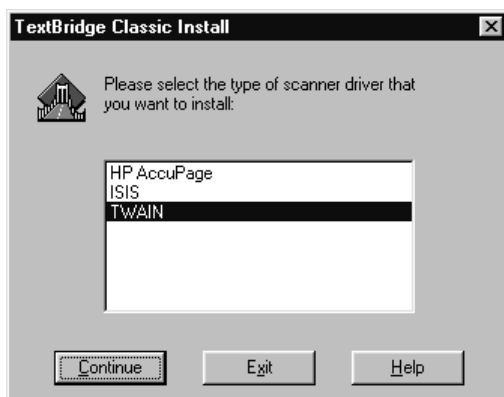 TextBridge Classic Install
Please select the type of scanner driver that
you want to install:
HP AccuPage
ISIS
TWAIN
Continue
Exit
Help